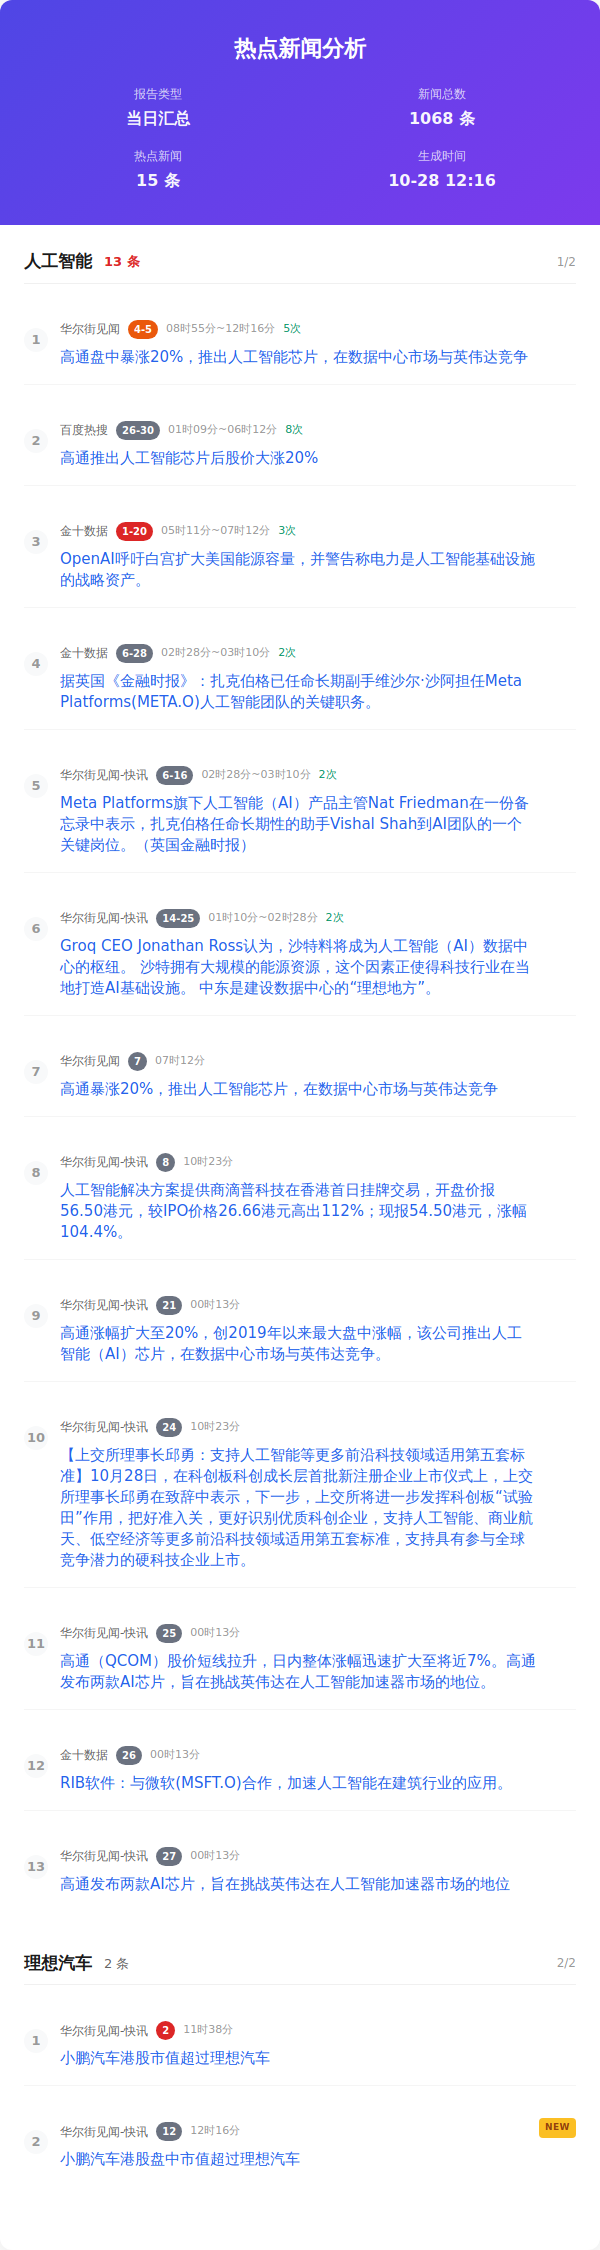 热点新闻分析
报告类型
新闻总数
当日汇总
1068 条
热点新闻
生成时间
15 条
10-28 12:16
人工智能 13 条 1/2
1
华尔街见闻 4-5 08时55分~12时16分 5次
高通盘中暴涨20%，推出人工智能芯片，在数据中心市场与英伟达竞争
2
百度热搜 26-30 01时09分~06时12分 8次
高通推出人工智能芯片后股价大涨20%
3
金十数据 1-20 05时11分~07时12分 3次
OpenAI呼吁白宫扩大美国能源容量，并警告称电力是人工智能基础设施
的战略资产。
4
金十数据 6-28 02时28分~03时10分 2次
据英国《金融时报》：扎克伯格已任命长期副手维沙尔·沙阿担任Meta
Platforms(META.O)人工智能团队的关键职务。
5
华尔街见闻-快讯 6-16 02时28分~03时10分 2次
Meta Platforms旗下人工智能（AI）产品主管Nat Friedman在一份备
忘录中表示，扎克伯格任命长期性的助手Vishal Shah到AI团队的一个
关键岗位。（英国金融时报）
6
华尔街见闻-快讯 14-25 01时10分~02时28分 2次
Groq CEO Jonathan Ross认为，沙特料将成为人工智能（AI）数据中
心的枢纽。 沙特拥有大规模的能源资源，这个因素正使得科技行业在当
地打造AI基础设施。 中东是建设数据中心的“理想地方”。
7
华尔街见闻 7 07时12分
高通暴涨20%，推出人工智能芯片，在数据中心市场与英伟达竞争
8
华尔街见闻-快讯 8 10时23分
人工智能解决方案提供商滴普科技在香港首日挂牌交易，开盘价报
56.50港元，较IPO价格26.66港元高出112%；现报54.50港元，涨幅
104.4%。
9
华尔街见闻-快讯 21 00时13分
高通涨幅扩大至20%，创2019年以来最大盘中涨幅，该公司推出人工
智能（AI）芯片，在数据中心市场与英伟达竞争。
10
华尔街见闻-快讯 24 10时23分
【上交所理事长邱勇：支持人工智能等更多前沿科技领域适用第五套标
准】10月28日，在科创板科创成长层首批新注册企业上市仪式上，上交
所理事长邱勇在致辞中表示，下一步，上交所将进一步发挥科创板“试验
田”作用，把好准入关，更好识别优质科创企业，支持人工智能、商业航
天、低空经济等更多前沿科技领域适用第五套标准，支持具有参与全球
竞争潜力的硬科技企业上市。
11
华尔街见闻-快讯 25 00时13分
高通（QCOM）股价短线拉升，日内整体涨幅迅速扩大至将近7%。高通
发布两款AI芯片，旨在挑战英伟达在人工智能加速器市场的地位。
12
金十数据 26 00时13分
RIB软件：与微软(MSFT.O)合作，加速人工智能在建筑行业的应用。
13
华尔街见闻-快讯 27 00时13分
高通发布两款AI芯片，旨在挑战英伟达在人工智能加速器市场的地位
理想汽车 2 条 2/2
1
华尔街见闻-快讯 2 11时38分
小鹏汽车港股市值超过理想汽车
2
华尔街见闻-快讯 12 12时16分 NEW
小鹏汽车港股盘中市值超过理想汽车